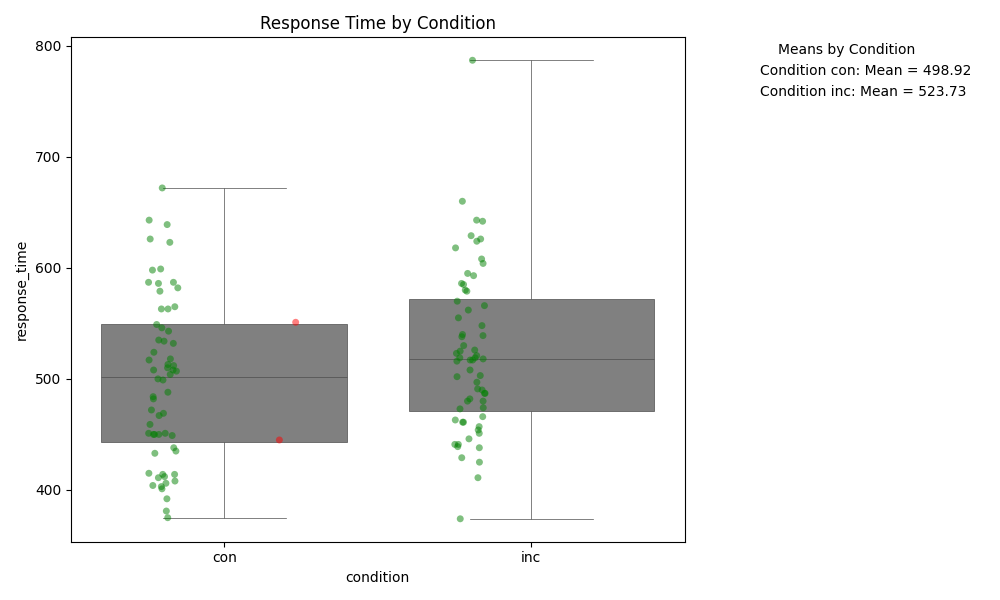 Response Time by Condition
Means by Condition
Condition con: Mean = 498.92
Condition inc: Mean = 523.73
800
700
600
500
400
response_time
con
inc
condition